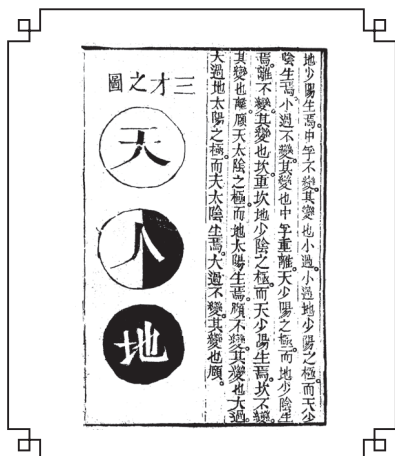 地少陽生焉。中孚不變。其變也小過。小過地少陽之極。而天少
陰生焉。小過不變。其變也中孚。重離。天少陽之極。而地少陰生
焉。離不變。其變也坎。重坎。地少陰之極。而天少陽生焉。坎不變。
其變也離。頤天太陰之極。而地太陽生焉。頤不變。其變也大過。
大過地太陽之極。而天太陰生焉。大過不變。其變也頤。
三才之圖
天
人
地